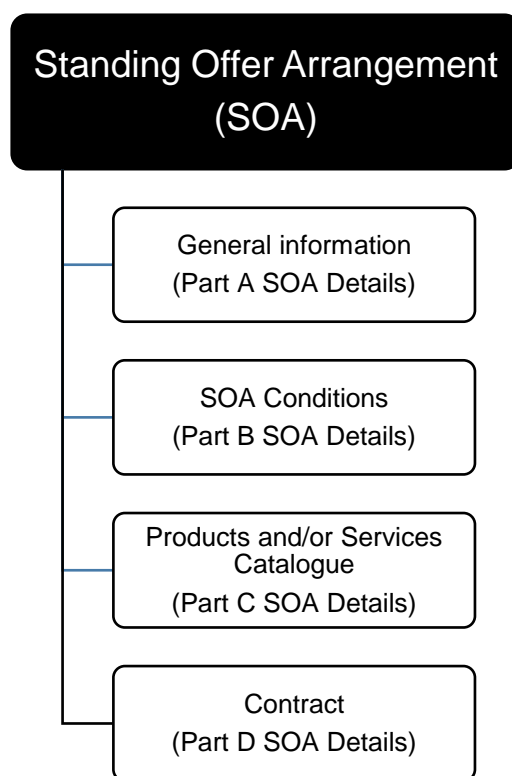 Standing Offer Arrangement
(SOA)
General information
(Part A SOA Details)
SOA Conditions
(Part B SOA Details)
Products and/or Services
Catalogue
(Part C SOA Details)
Contract
(Part D SOA Details)